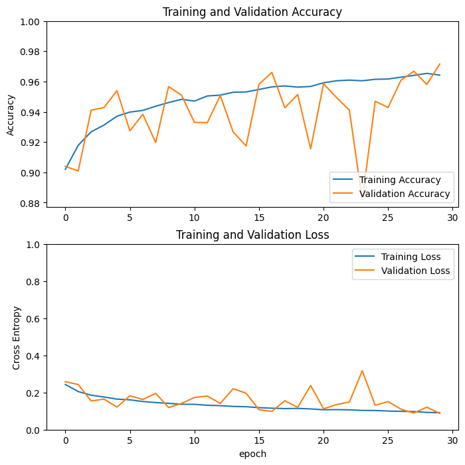 Training and Validation Accuracy
1.00
0.98
0.96
0.94
0.92
0.90
0.88
Accuracy
Training Accuracy
Validation Accuracy
0 5 10 15 20 25 30
Training and Validation Loss
1.0
0.8
0.6
0.4
0.2
0.0
Cross Entropy
Training Loss
Validation Loss
0 5 10 15 20 25 30
epoch